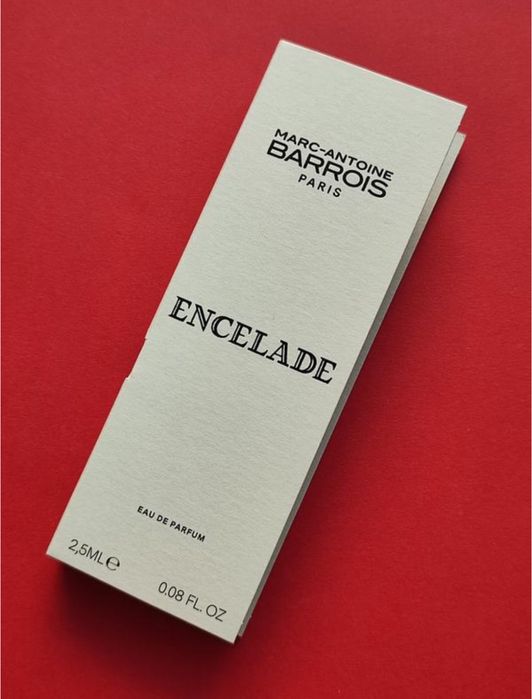 MARC-ANTOINE
BARROIS
PARIS
ENCELADE
EAU DE PARFUM
2,5ML℮
0.08 FL. OZ